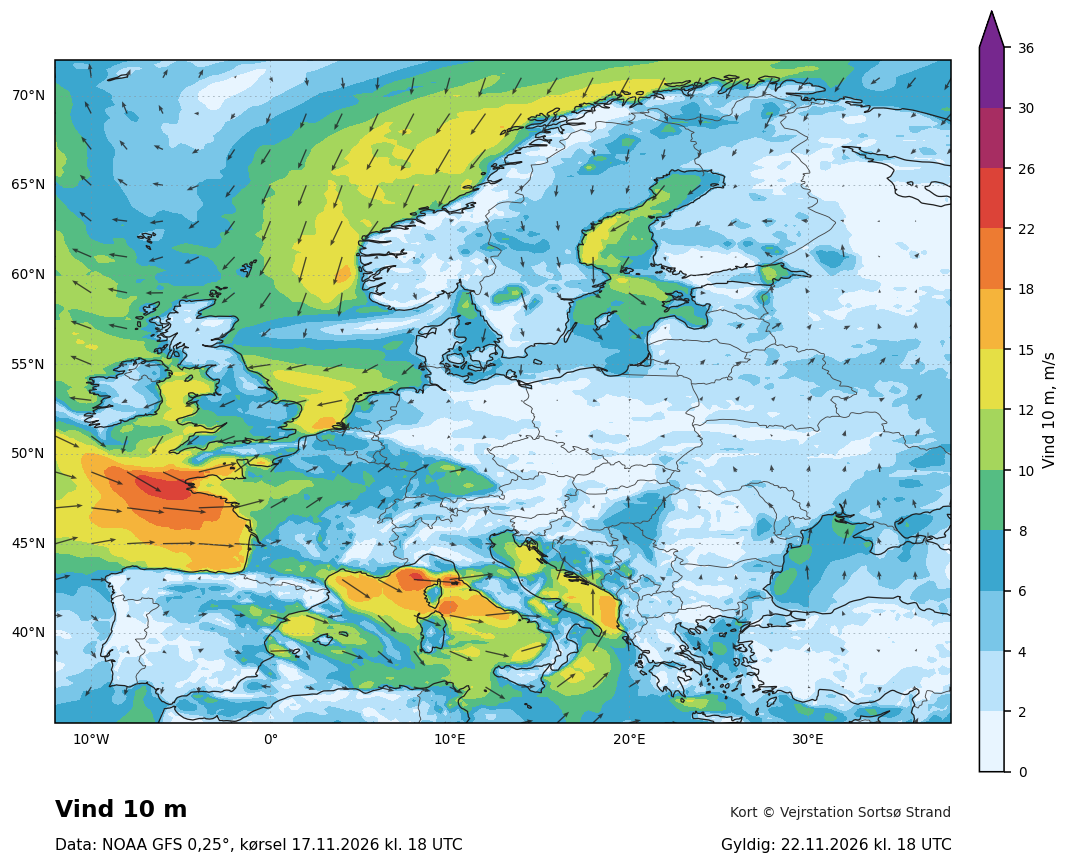 36
30
26
22
18
15
12
10
8
6
4
2
0
Vind 10 m, m/s
70°N
65°N
60°N
55°N
50°N
45°N
40°N
10°W
0°
10°E
20°E
30°E
Vind 10 m
Kort © Vejrstation Sortsø Strand
Data: NOAA GFS 0,25°, kørsel 17.11.2026 kl. 18 UTC
Gyldig: 22.11.2026 kl. 18 UTC